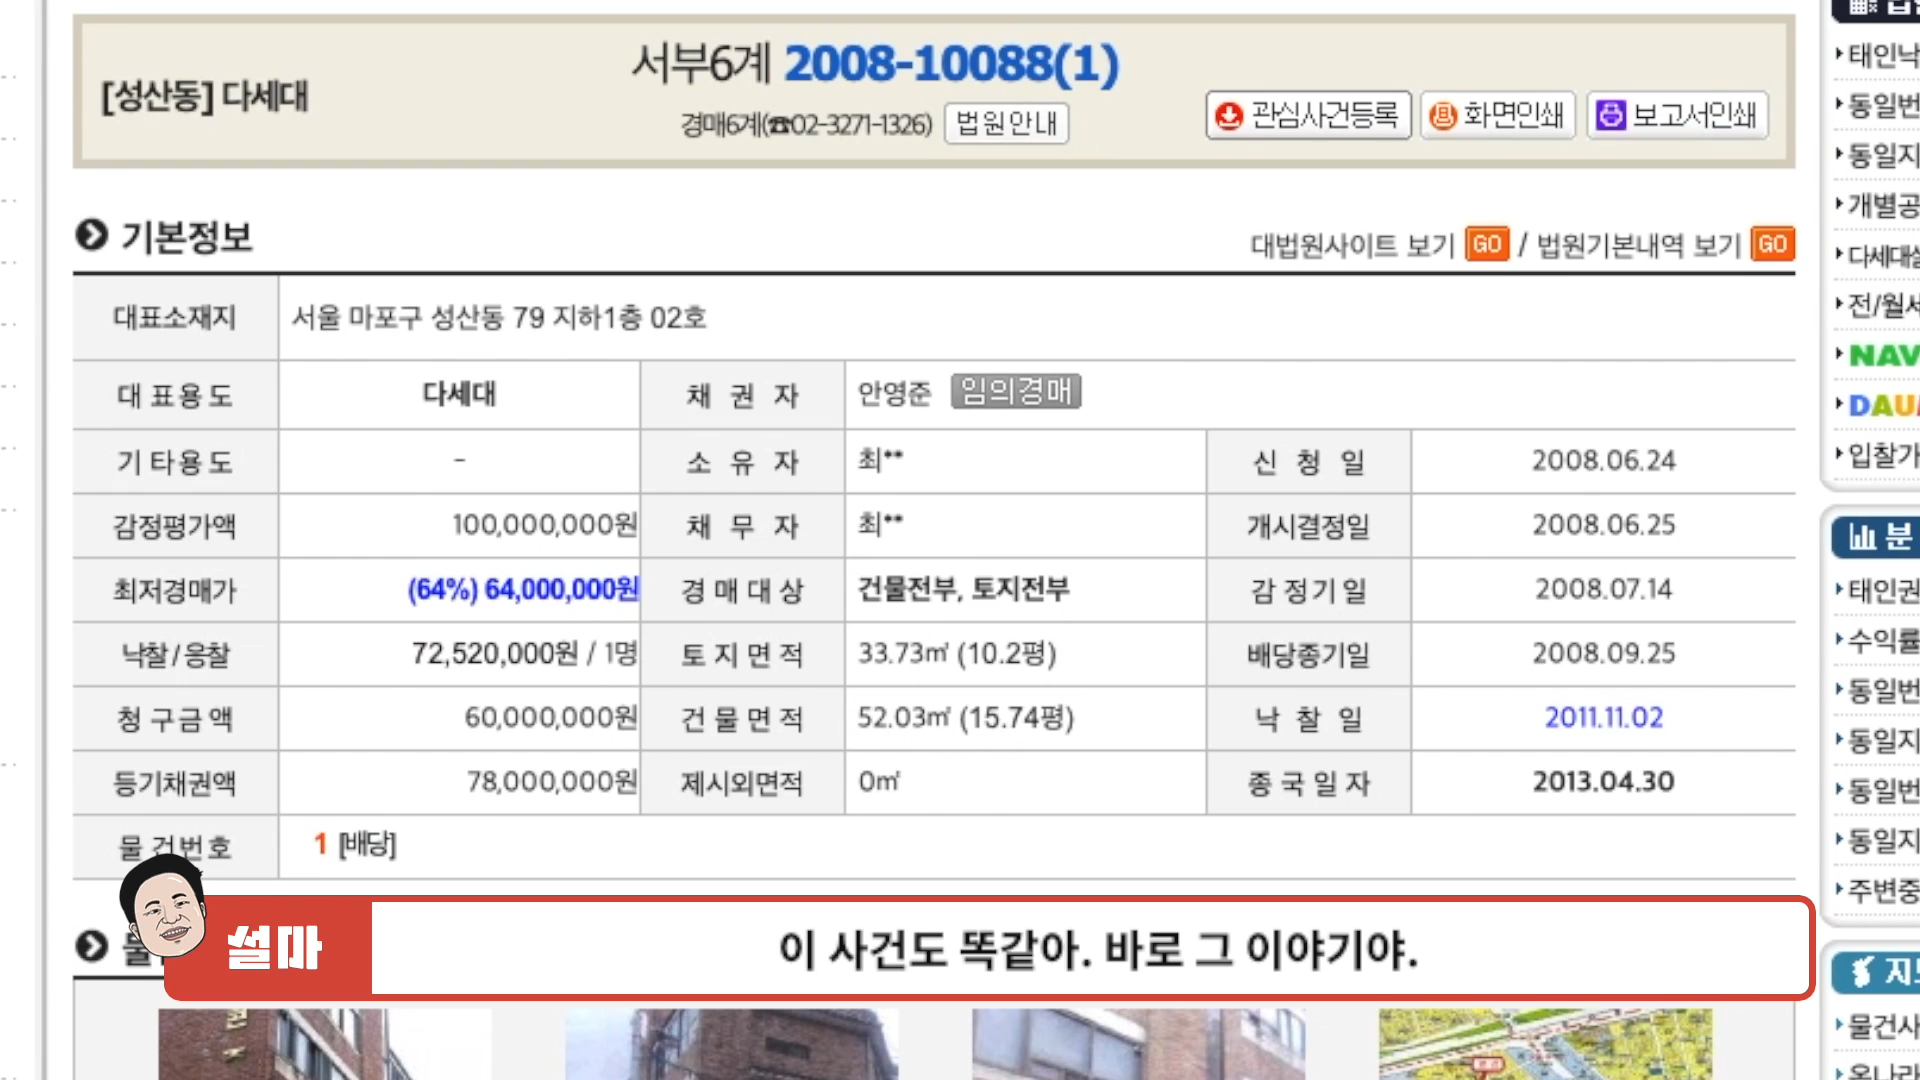 [성산동] 다세대
서부6계 2008-10088(1)
경매6계(☎02-3271-1326) 법원안내
관심사건등록 화면인쇄 보고서인쇄
기본정보
대법원사이트 보기 GO / 법원기본내역 보기 GO
대표소재지 서울 마포구 성산동 79 지하1층 02호
대표용도 다세대 채권자 안영준 임의경매
기타용도 - 소유자 최** 신청일 2008.06.24
감정평가액 100,000,000원 채무자 최** 개시결정일 2008.06.25
최저경매가 (64%) 64,000,000원 경매대상 건물전부, 토지전부 감정기일 2008.07.14
낙찰/응찰 72,520,000원 / 1명 토지면적 33.73㎡ (10.2평) 배당종기일 2008.09.25
청구금액 60,000,000원 건물면적 52.03㎡ (15.74평) 낙찰일 2011.11.02
등기채권액 78,000,000원 제시외면적 0㎡ 종국일자 2013.04.30
물건번호 1 [배당]
썰마
이 사건도 똑같아. 바로 그 이야기야.
태인낙
동일번
동일지
개별공
다세대실
전/월세
NAV
DAU
입찰가
분
태인권
수익률
동일번
동일지
동일번
동일지
주변중
지도
물건사
온나라